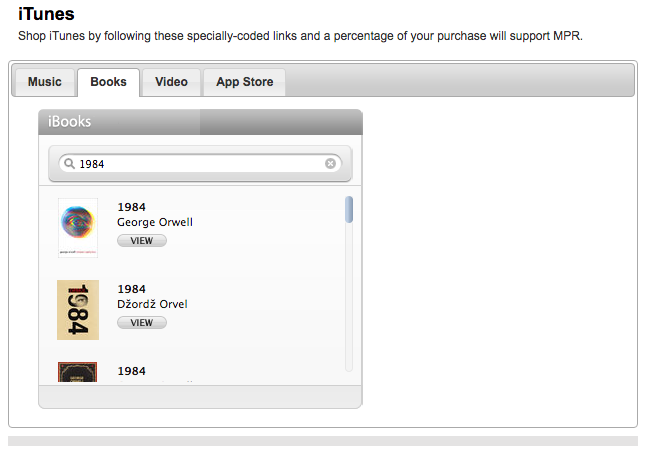 iTunes
Shop iTunes by following these specially-coded links and a percentage of your purchase will support MPR.
Music Books Video App Store
iBooks
1984
1984
George Orwell
VIEW
1984
1984
Džordž Orvel
VIEW
1984